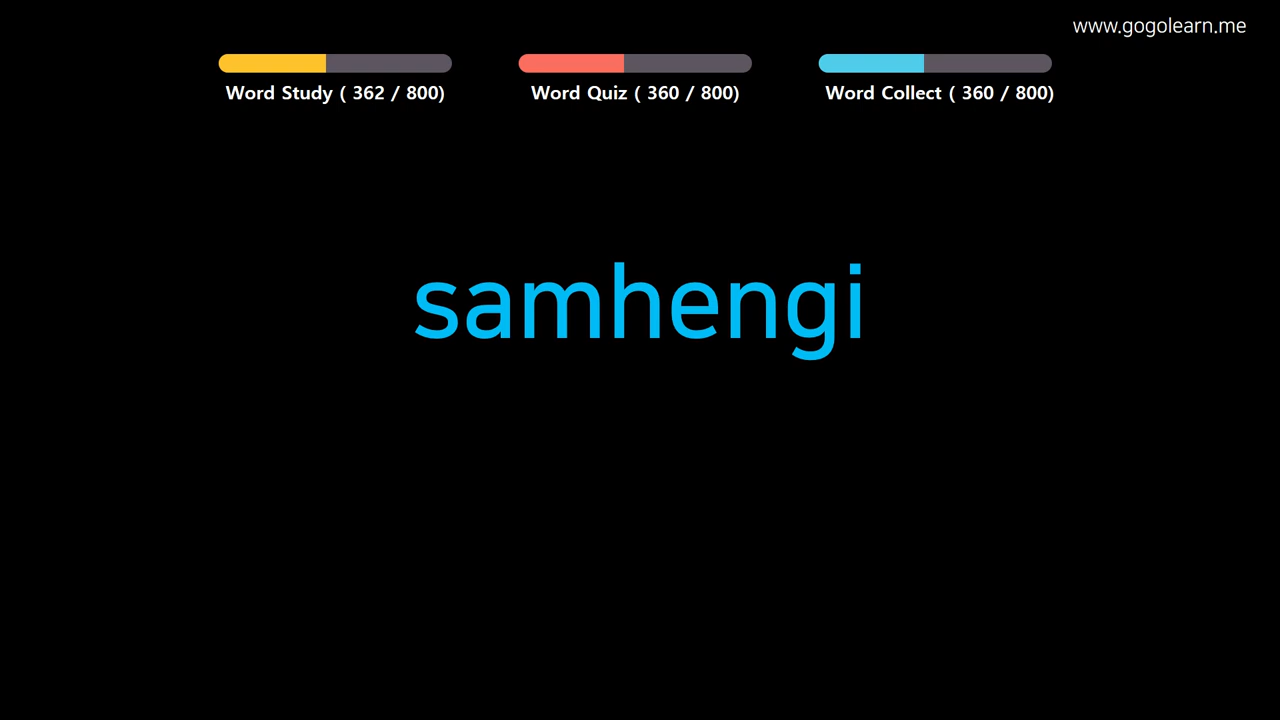 www.gogolearn.me
Word Study ( 362 / 800)
Word Quiz ( 360 / 800)
Word Collect ( 360 / 800)
samhengi